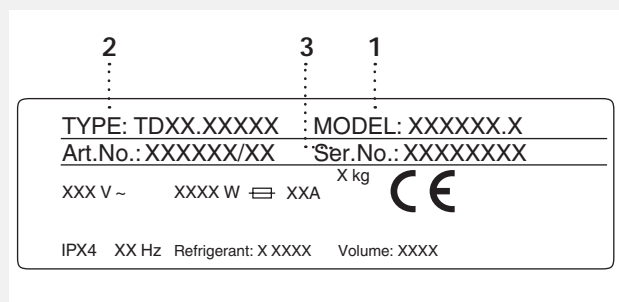 2 3 1
TYPE: TDXX.XXXXX MODEL: XXXXXX.X
Art.No.: XXXXXX/XX Ser.No.: XXXXXXXX
X kg
XXX V ~ XXXX W XXA CE
IPX4 XX Hz Refrigerant: X XXXX Volume: XXXX